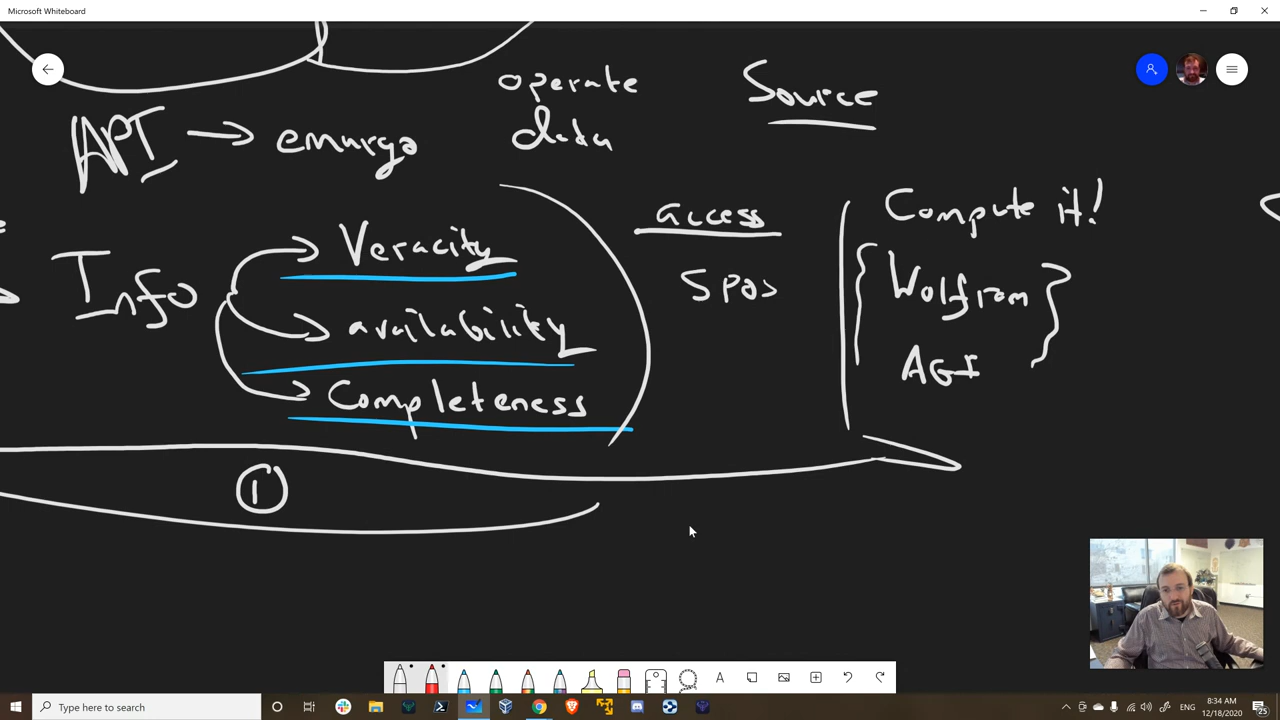 Microsoft Whiteboard
operate
data
Source
API → emurgo
access
SPOs
Compute it!
Wolfram
AGI
Info
→ Veracity
→ availability
→ Completeness
1
A
Type here to search
ENG
8:34 AM
12/18/2020
25